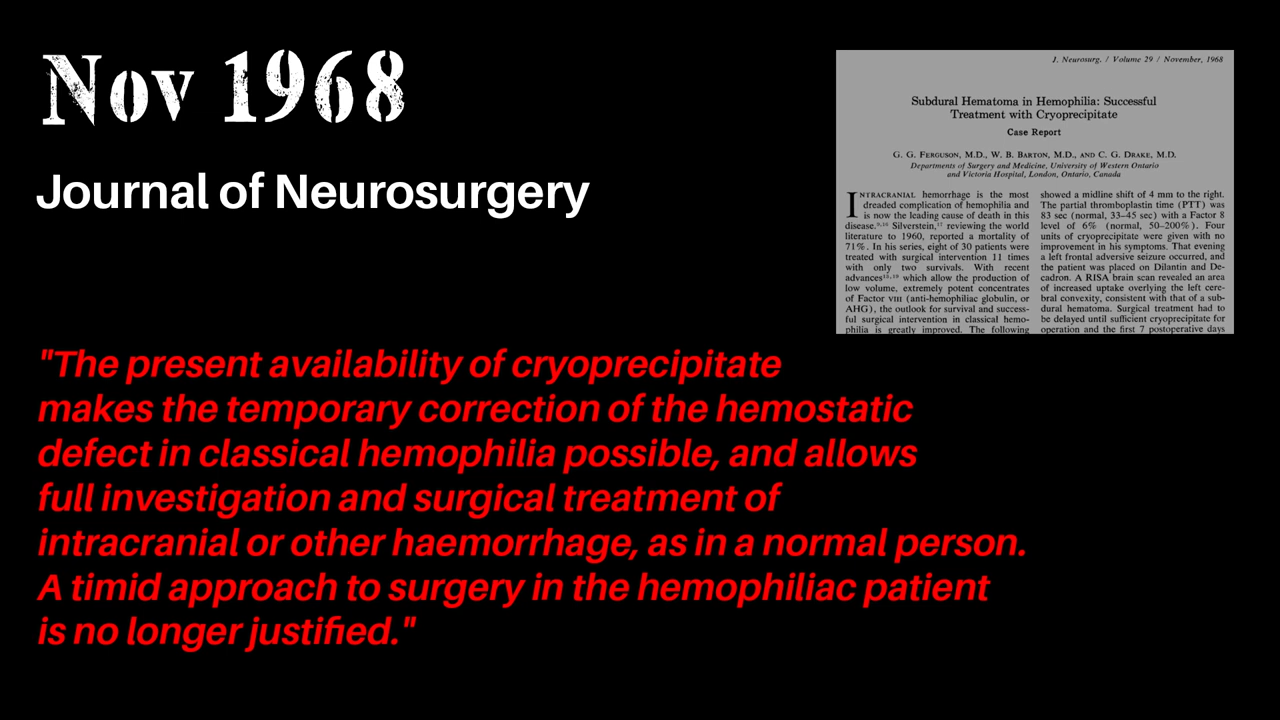 Nov 1968
Journal of Neurosurgery
J. Neurosurg. / Volume 29 / November, 1968
Subdural Hematoma in Hemophilia: Successful
Treatment with Cryoprecipitate
Case Report
G. G. Ferguson, M.D., W. B. Barton, M.D., and C. G. Drake, M.D.
Departments of Surgery and Medicine, University of Western Ontario
and Victoria Hospital, London, Ontario, Canada
Intracranial hemorrhage is the most
dreaded complication of hemophilia and
is now the leading cause of death in this
disease.⁹,¹⁰ Silverstein,¹⁷ reviewing the world
literature to 1960, reported a mortality of
71%. In his series, eight of 30 patients were
treated with surgical intervention 11 times
with only two survivals. With recent
advances which allow the production of
low volume, extremely potent concentrates
of Factor VIII (anti-hemophiliac globulin, or
AHG), the outlook for survival and success-
ful surgical intervention in classical hemo-
philia is greatly improved. The following
showed a midline shift of 4 mm to the right.
The partial thromboplastin time (PTT) was
83 sec (normal, 33–45 sec) with a Factor 8
level of 6% (normal, 50–200%). Four
units of cryoprecipitate were given with no
improvement in his symptoms. That evening
a left frontal adversive seizure occurred, and
the patient was placed on Dilantin and De-
cadron. A RISA brain scan revealed an area
of increased uptake overlying the left cere-
bral convexity, consistent with that of a sub-
dural hematoma. Surgical treatment had to
be delayed until sufficient cryoprecipitate for
operation and the first 7 postoperative days
"The present availability of cryoprecipitate
makes the temporary correction of the hemostatic
defect in classical hemophilia possible, and allows
full investigation and surgical treatment of
intracranial or other haemorrhage, as in a normal person.
A timid approach to surgery in the hemophiliac patient
is no longer justified."